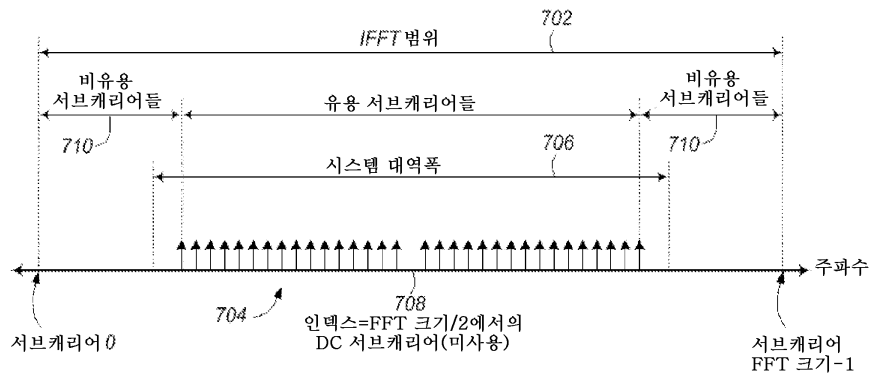 702
IFFT 범위
비유용
서브캐리어들
710
유용 서브캐리어들
비유용
서브캐리어들
710
706
시스템 대역폭
주파수
704
708
인덱스=FFT 크기/2에서의
DC 서브캐리어(미사용)
서브캐리어 0
서브캐리어
FFT 크기-1